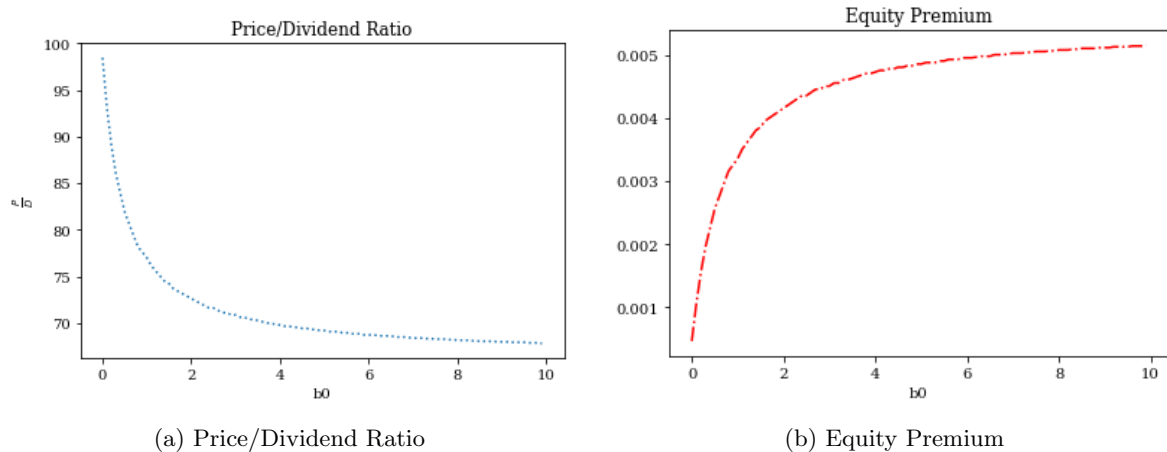 Price/Dividend Ratio
100
95
90
85
80
75
70
P
D
0 2 4 6 8 10
b0
(a) Price/Dividend Ratio
Equity Premium
0.005
0.004
0.003
0.002
0.001
0 2 4 6 8 10
b0
(b) Equity Premium